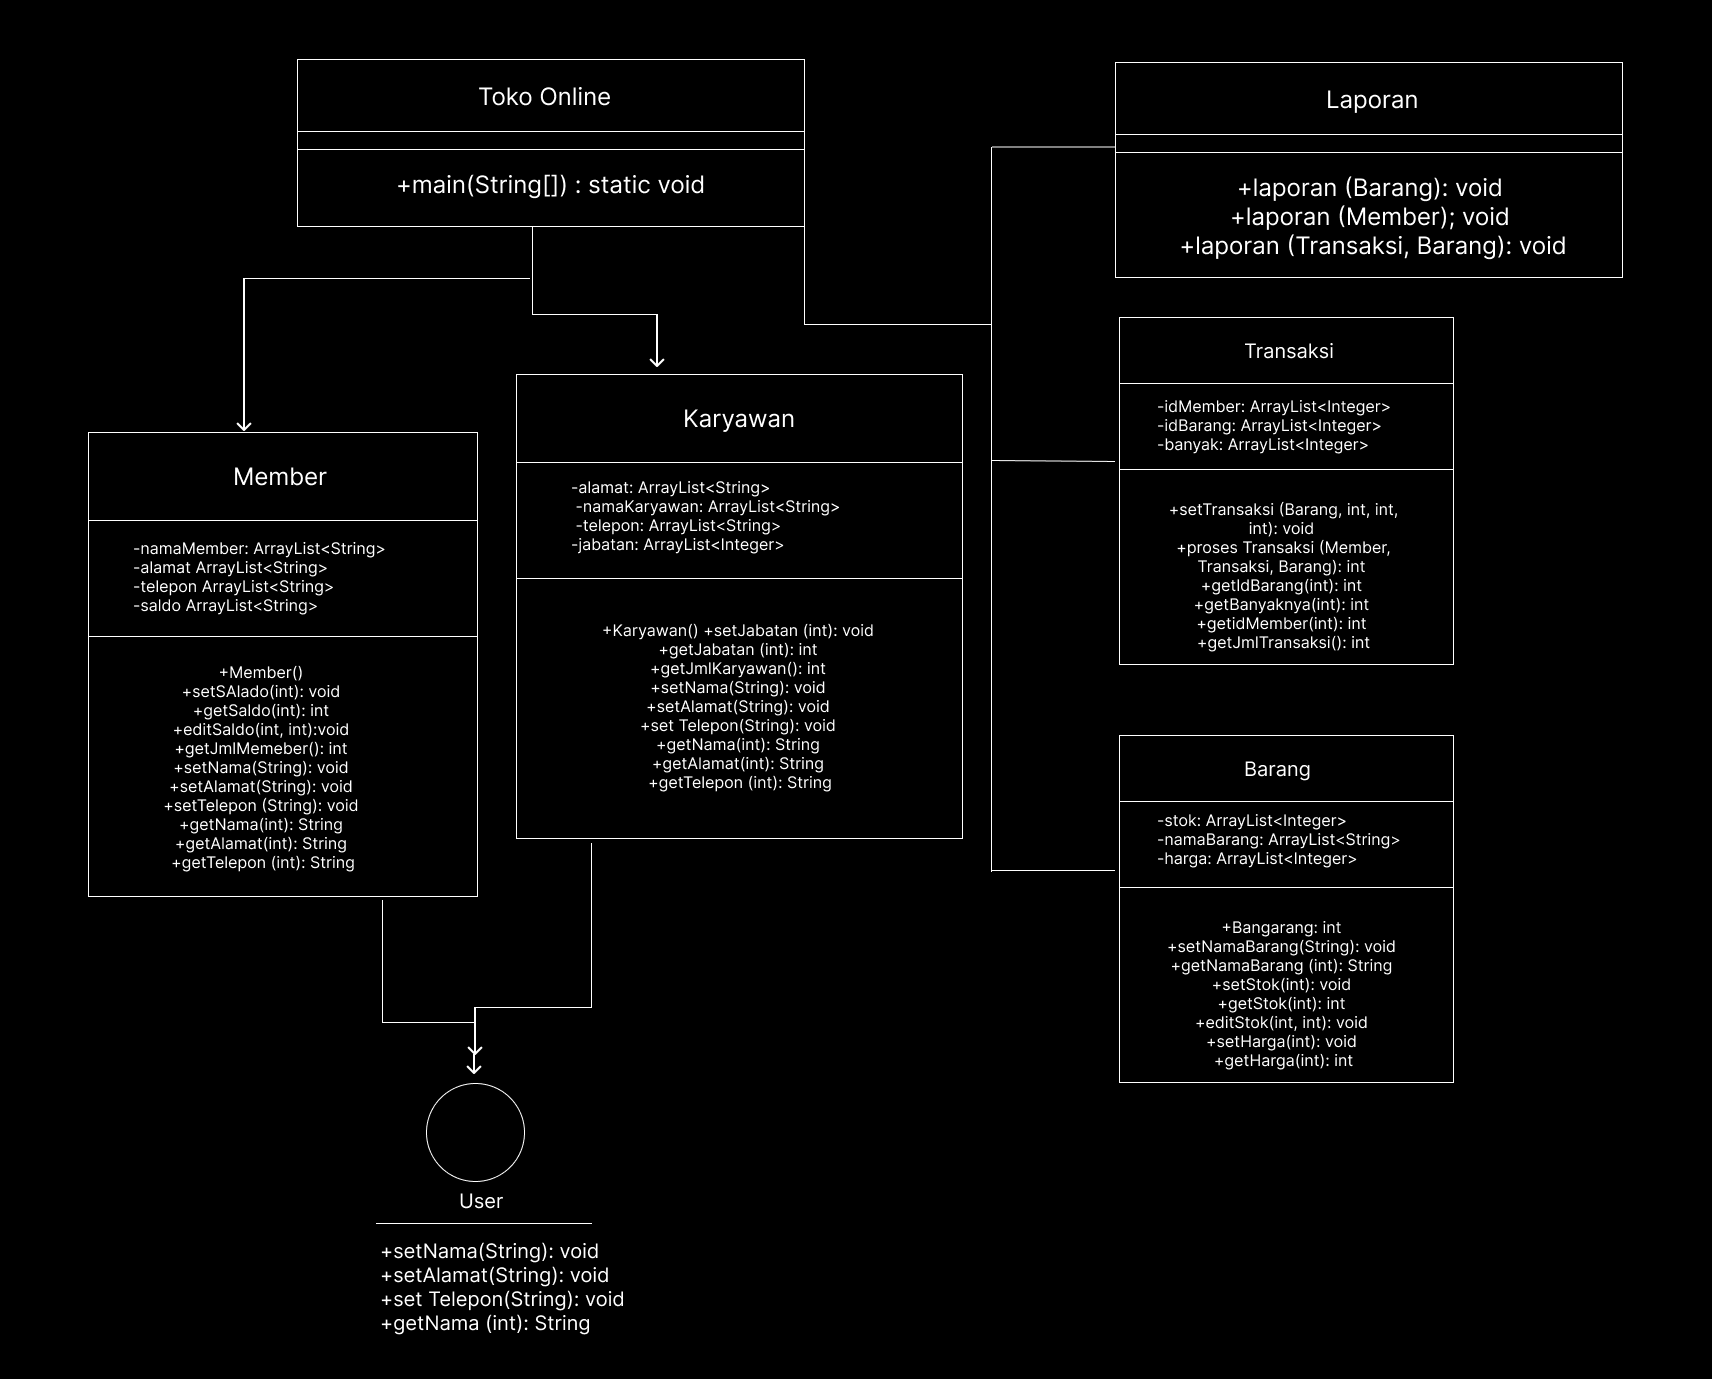 Toko Online
+main(String[]) : static void
Laporan
+laporan (Barang): void
+laporan (Member); void
+laporan (Transaksi, Barang): void
Member
-namaMember: ArrayList<String>
-alamat ArrayList<String>
-telepon ArrayList<String>
-saldo ArrayList<String>
+Member()
+setSAlado(int): void
+getSaldo(int): int
+editSaldo(int, int):void
+getJmlMemeber(): int
+setNama(String): void
+setAlamat(String): void
+setTelepon (String): void
+getNama(int): String
+getAlamat(int): String
+getTelepon (int): String
Karyawan
-alamat: ArrayList<String>
-namaKaryawan: ArrayList<String>
-telepon: ArrayList<String>
-jabatan: ArrayList<Integer>
+Karyawan() +setJabatan (int): void
+getJabatan (int): int
+getJmlKaryawan(): int
+setNama(String): void
+setAlamat(String): void
+set Telepon(String): void
+getNama(int): String
+getAlamat(int): String
+getTelepon (int): String
Transaksi
-idMember: ArrayList<Integer>
-idBarang: ArrayList<Integer>
-banyak: ArrayList<Integer>
+setTransaksi (Barang, int, int,
int): void
+proses Transaksi (Member,
Transaksi, Barang): int
+getIdBarang(int): int
+getBanyaknya(int): int
+getidMember(int): int
+getJmlTransaksi(): int
Barang
-stok: ArrayList<Integer>
-namaBarang: ArrayList<String>
-harga: ArrayList<Integer>
+Bangarang: int
+setNamaBarang(String): void
+getNamaBarang (int): String
+setStok(int): void
+getStok(int): int
+editStok(int, int): void
+setHarga(int): void
+getHarga(int): int
User
+setNama(String): void
+setAlamat(String): void
+set Telepon(String): void
+getNama (int): String